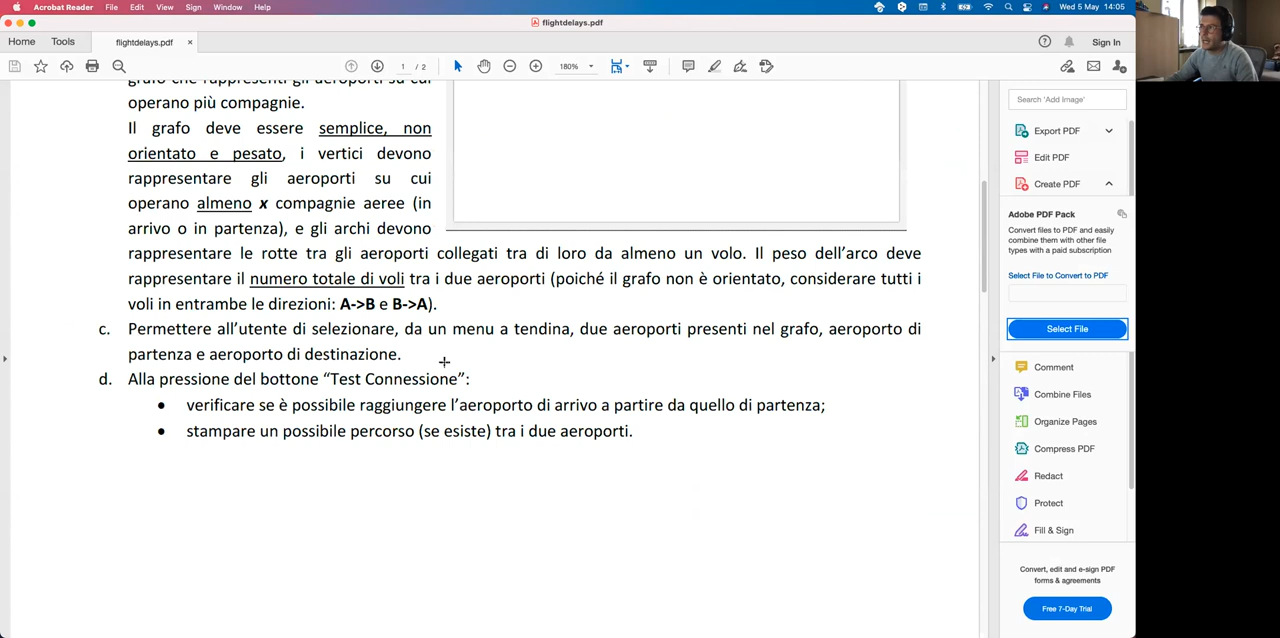 Acrobat Reader File Edit View Sign Window Help Wed 5 May 14:05
flightdelays.pdf
Home Tools flightdelays.pdf × Sign In
1 / 2 180%
grafo che rappresenti gli aeroporti su cui
operano più compagnie.
Il grafo deve essere semplice, non
orientato e pesato, i vertici devono
rappresentare gli aeroporti su cui
operano almeno x compagnie aeree (in
arrivo o in partenza), e gli archi devono
rappresentare le rotte tra gli aeroporti collegati tra di loro da almeno un volo. Il peso dell’arco deve
rappresentare il numero totale di voli tra i due aeroporti (poiché il grafo non è orientato, considerare tutti i
voli in entrambe le direzioni: A->B e B->A).
c. Permettere all’utente di selezionare, da un menu a tendina, due aeroporti presenti nel grafo, aeroporto di
partenza e aeroporto di destinazione.
d. Alla pressione del bottone “Test Connessione”:
• verificare se è possibile raggiungere l’aeroporto di arrivo a partire da quello di partenza;
• stampare un possibile percorso (se esiste) tra i due aeroporti.
Search 'Add Image'
Export PDF
Edit PDF
Create PDF
Adobe PDF Pack
Convert files to PDF and easily
combine them with other file
types with a paid subscription
Select File to Convert to PDF
Select File
Comment
Combine Files
Organize Pages
Compress PDF
Redact
Protect
Fill & Sign
Convert, edit and e-sign PDF
forms & agreements
Free 7-Day Trial